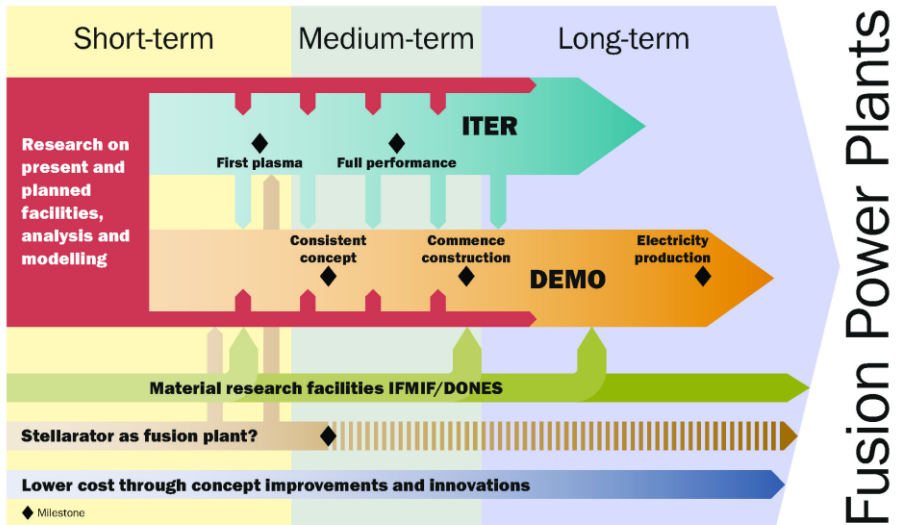 Short-term
Medium-term
Long-term
Research on
present and
planned
facilities,
analysis and
modelling
ITER
First plasma
Full performance
Consistent
concept
Commence
construction
Electricity
production
DEMO
Material research facilities IFMIF/DONES
Stellarator as fusion plant?
Lower cost through concept improvements and innovations
Milestone
Fusion Power Plants